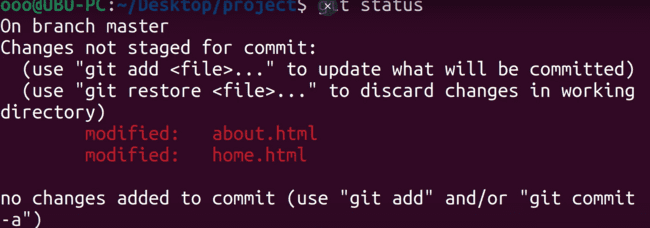 ooo@UBU-PC:~/Desktop/project$ git status
On branch master
Changes not staged for commit:
  (use "git add <file>..." to update what will be committed)
  (use "git restore <file>..." to discard changes in working
directory)
        modified:   about.html
        modified:   home.html

no changes added to commit (use "git add" and/or "git commit
-a")